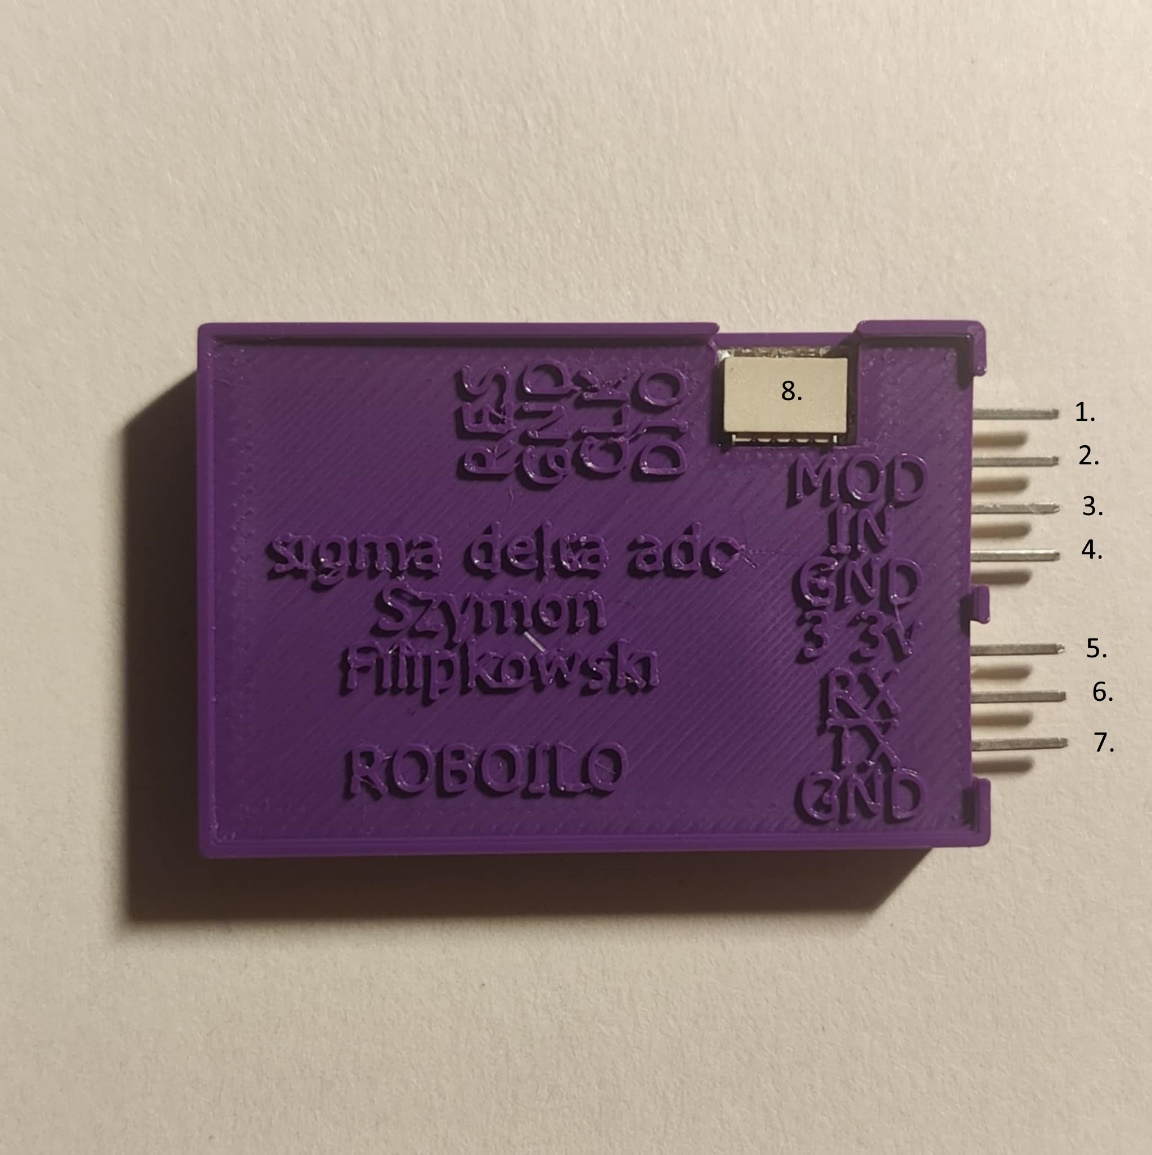 RES
GND
CLK
DIO
8.
1.
2.
3.
4.
5.
6.
7.
MOD
IN
GND
3 3V
RX
TX
GND
sigma delta adc
Szymon
Filipkowski
ROBOILO